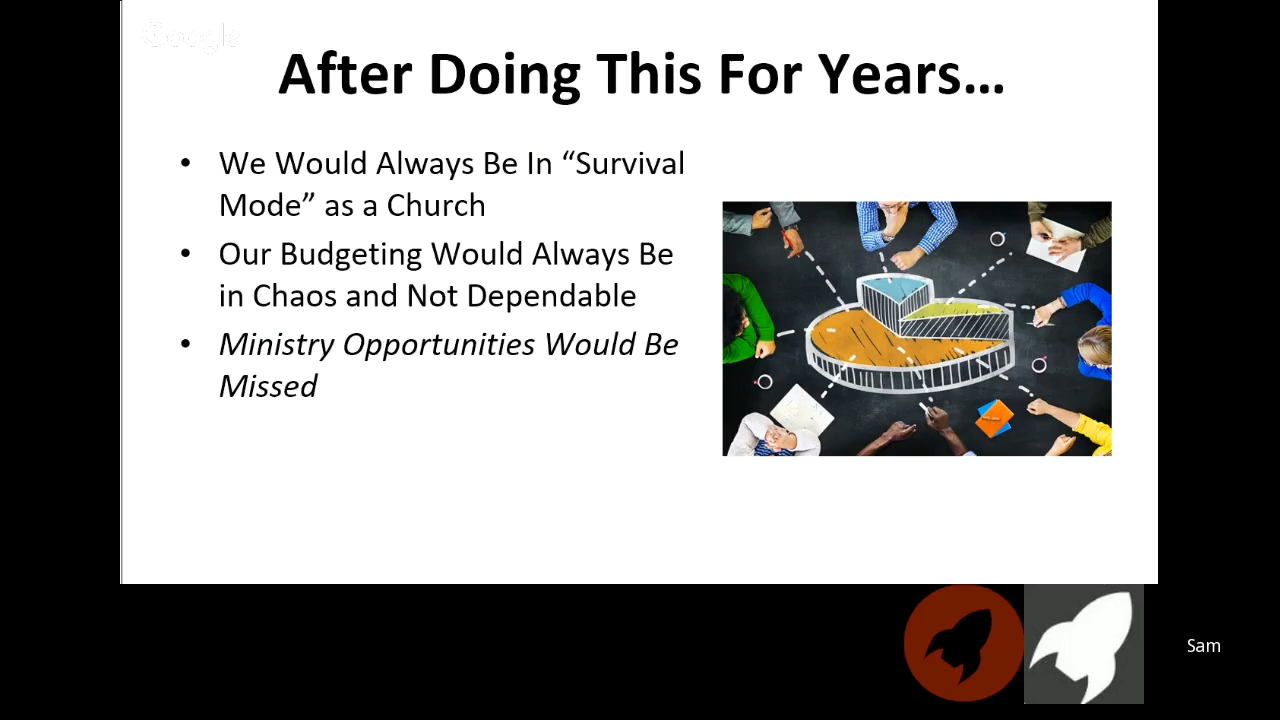 Google
After Doing This For Years...
• We Would Always Be In “Survival
Mode” as a Church
• Our Budgeting Would Always Be
in Chaos and Not Dependable
• Ministry Opportunities Would Be
Missed
Sam